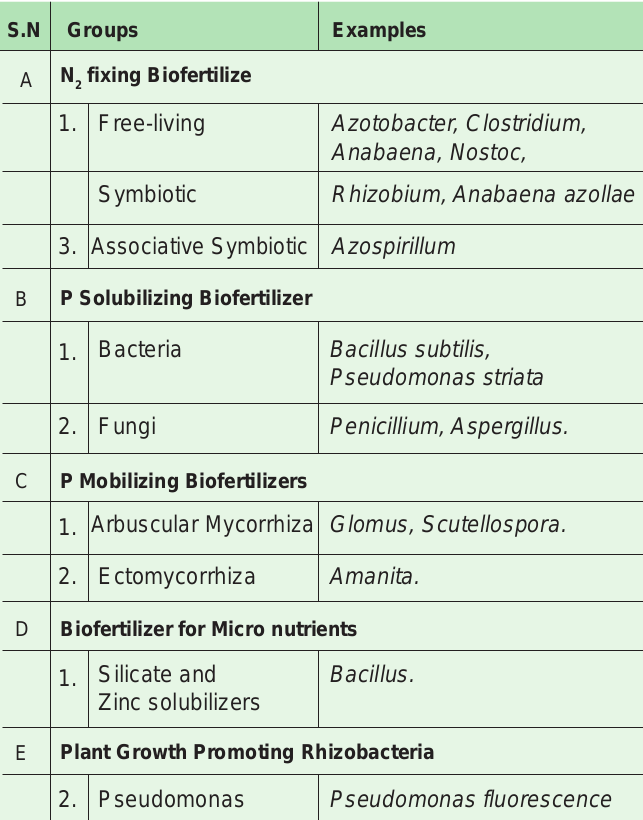 S.N Groups Examples
A N2 fixing Biofertilize
1. Free-living Azotobacter, Clostridium,
Anabaena, Nostoc,
Symbiotic Rhizobium, Anabaena azollae
3. Associative Symbiotic Azospirillum
B P Solubilizing Biofertilizer
1. Bacteria Bacillus subtilis,
Pseudomonas striata
2. Fungi Penicillium, Aspergillus.
C P Mobilizing Biofertilizers
1. Arbuscular Mycorrhiza Glomus, Scutellospora.
2. Ectomycorrhiza Amanita.
D Biofertilizer for Micro nutrients
1. Silicate and Bacillus.
Zinc solubilizers
E Plant Growth Promoting Rhizobacteria
2. Pseudomonas Pseudomonas fluorescence